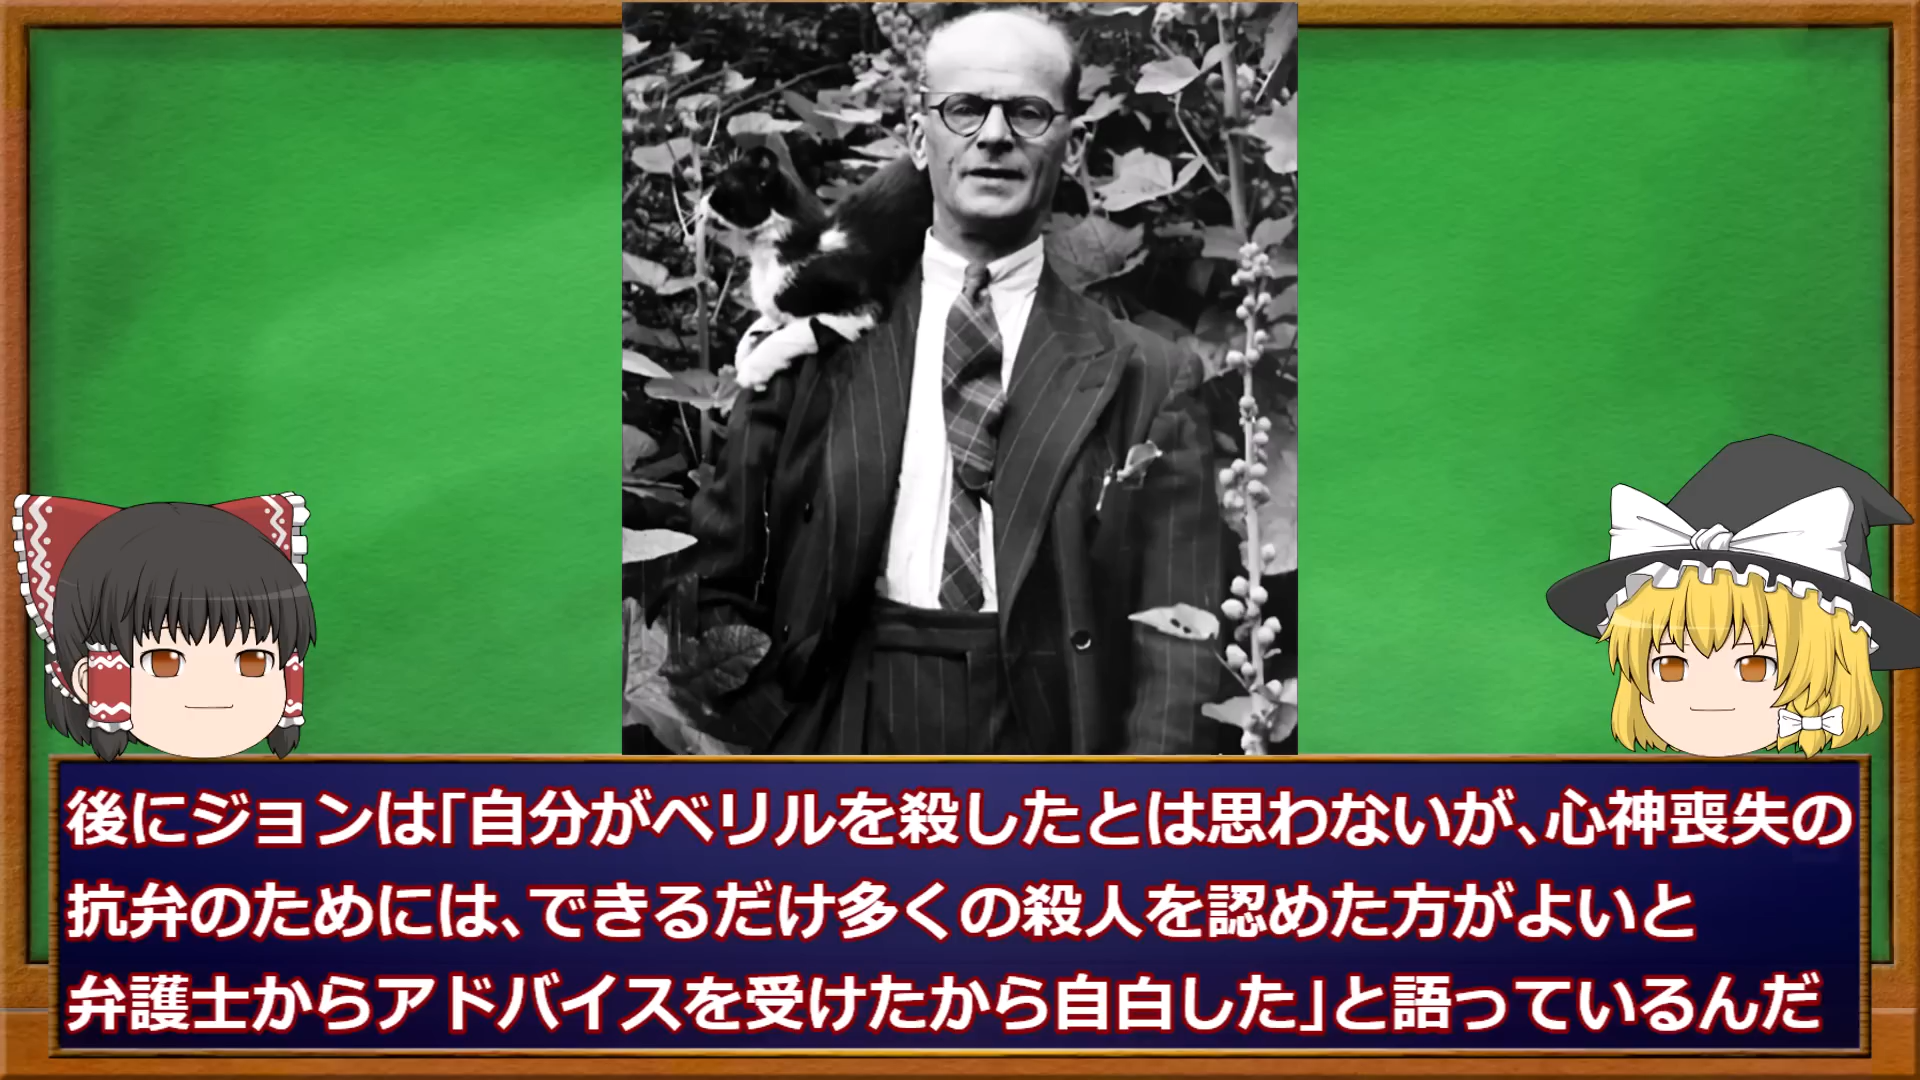 後にジョンは｢自分がベリルを殺したとは思わないが､心神喪失の
抗弁のためには､できるだけ多くの殺人を認めた方がよいと
弁護士からアドバイスを受けたから自白した｣と語っているんだ